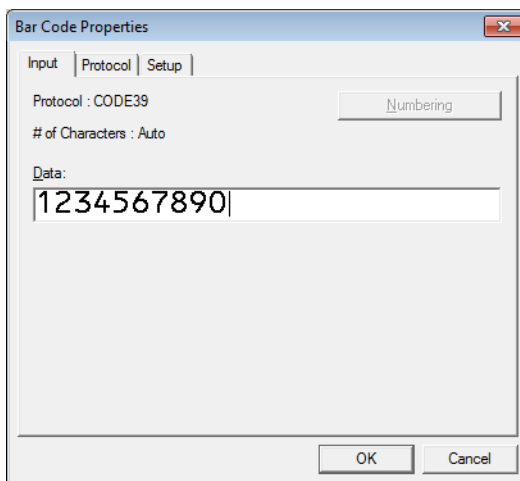 Bar Code Properties
Input Protocol Setup
Protocol : CODE39 Numbering
# of Characters : Auto
Data:
1234567890
OK Cancel